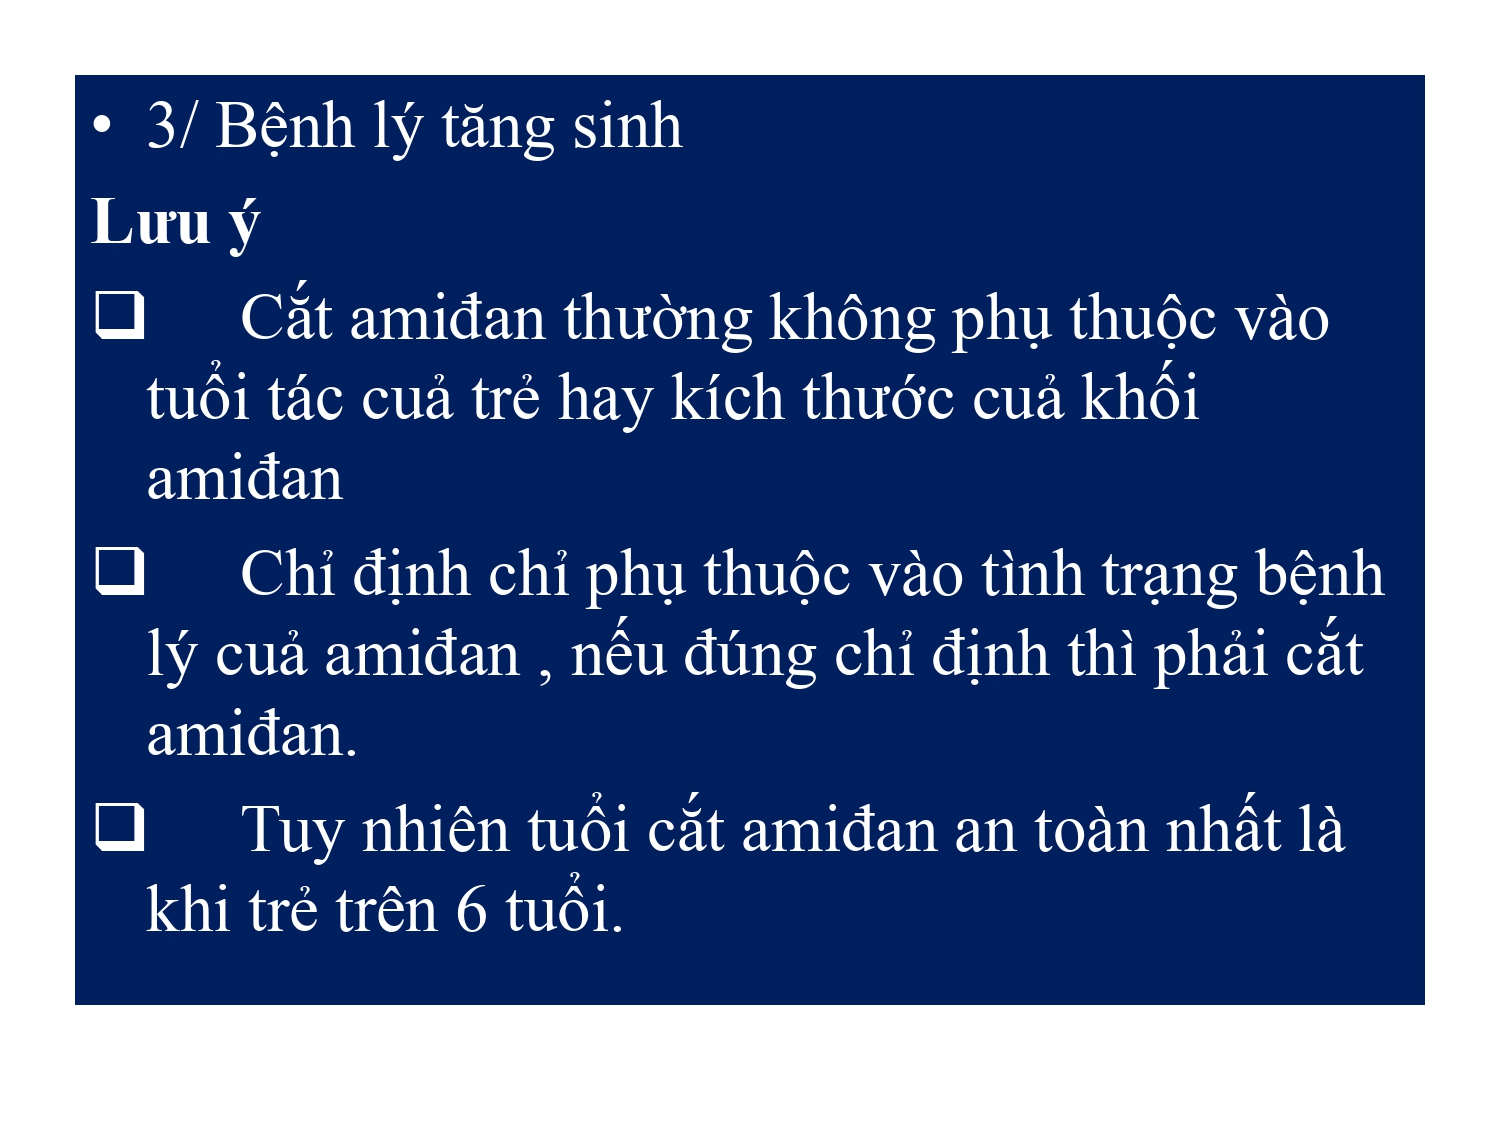 • 3/ Bệnh lý tăng sinh
Lưu ý
❑ Cắt amiđan thường không phụ thuộc vào
tuổi tác cuả trẻ hay kích thước cuả khối
amiđan
❑ Chỉ định chỉ phụ thuộc vào tình trạng bệnh
lý cuả amiđan , nếu đúng chỉ định thì phải cắt
amiđan.
❑ Tuy nhiên tuổi cắt amiđan an toàn nhất là
khi trẻ trên 6 tuổi.